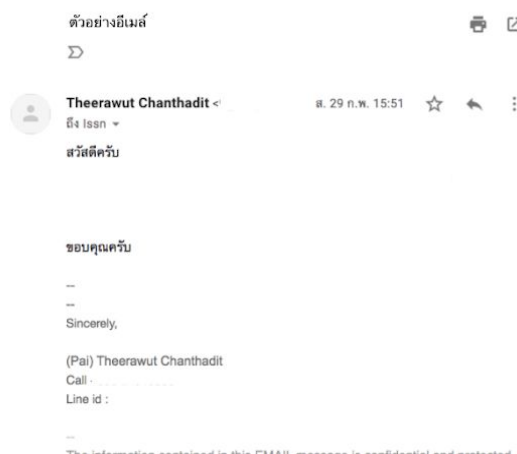 ตัวอย่างอีเมล์
Theerawut Chanthadit <
ส. 29 ก.พ. 15:51
ถึง Issn
สวัสดีครับ
ขอบคุณครับ
--
--
Sincerely,
(Pai) Theerawut Chanthadit
Call
Line id :
--
The information contained in this EMAIL message is confidential and protected